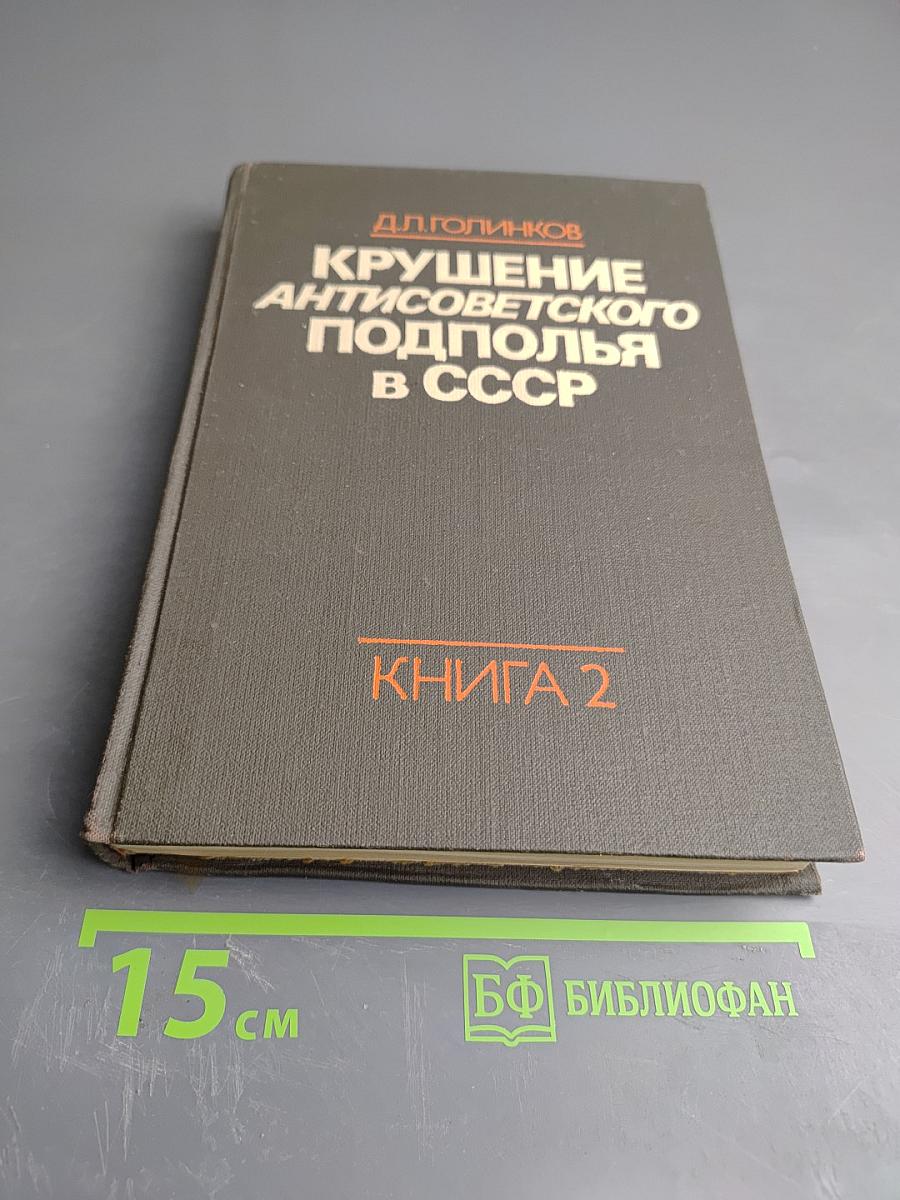 Д.Л.ГОЛИНКОВ
КРУШЕНИЕ
АНТИСОВЕТСКОГО
ПОДПОЛЬЯ
в СССР
КНИГА 2
15 см
БФ БИБЛИОФАН